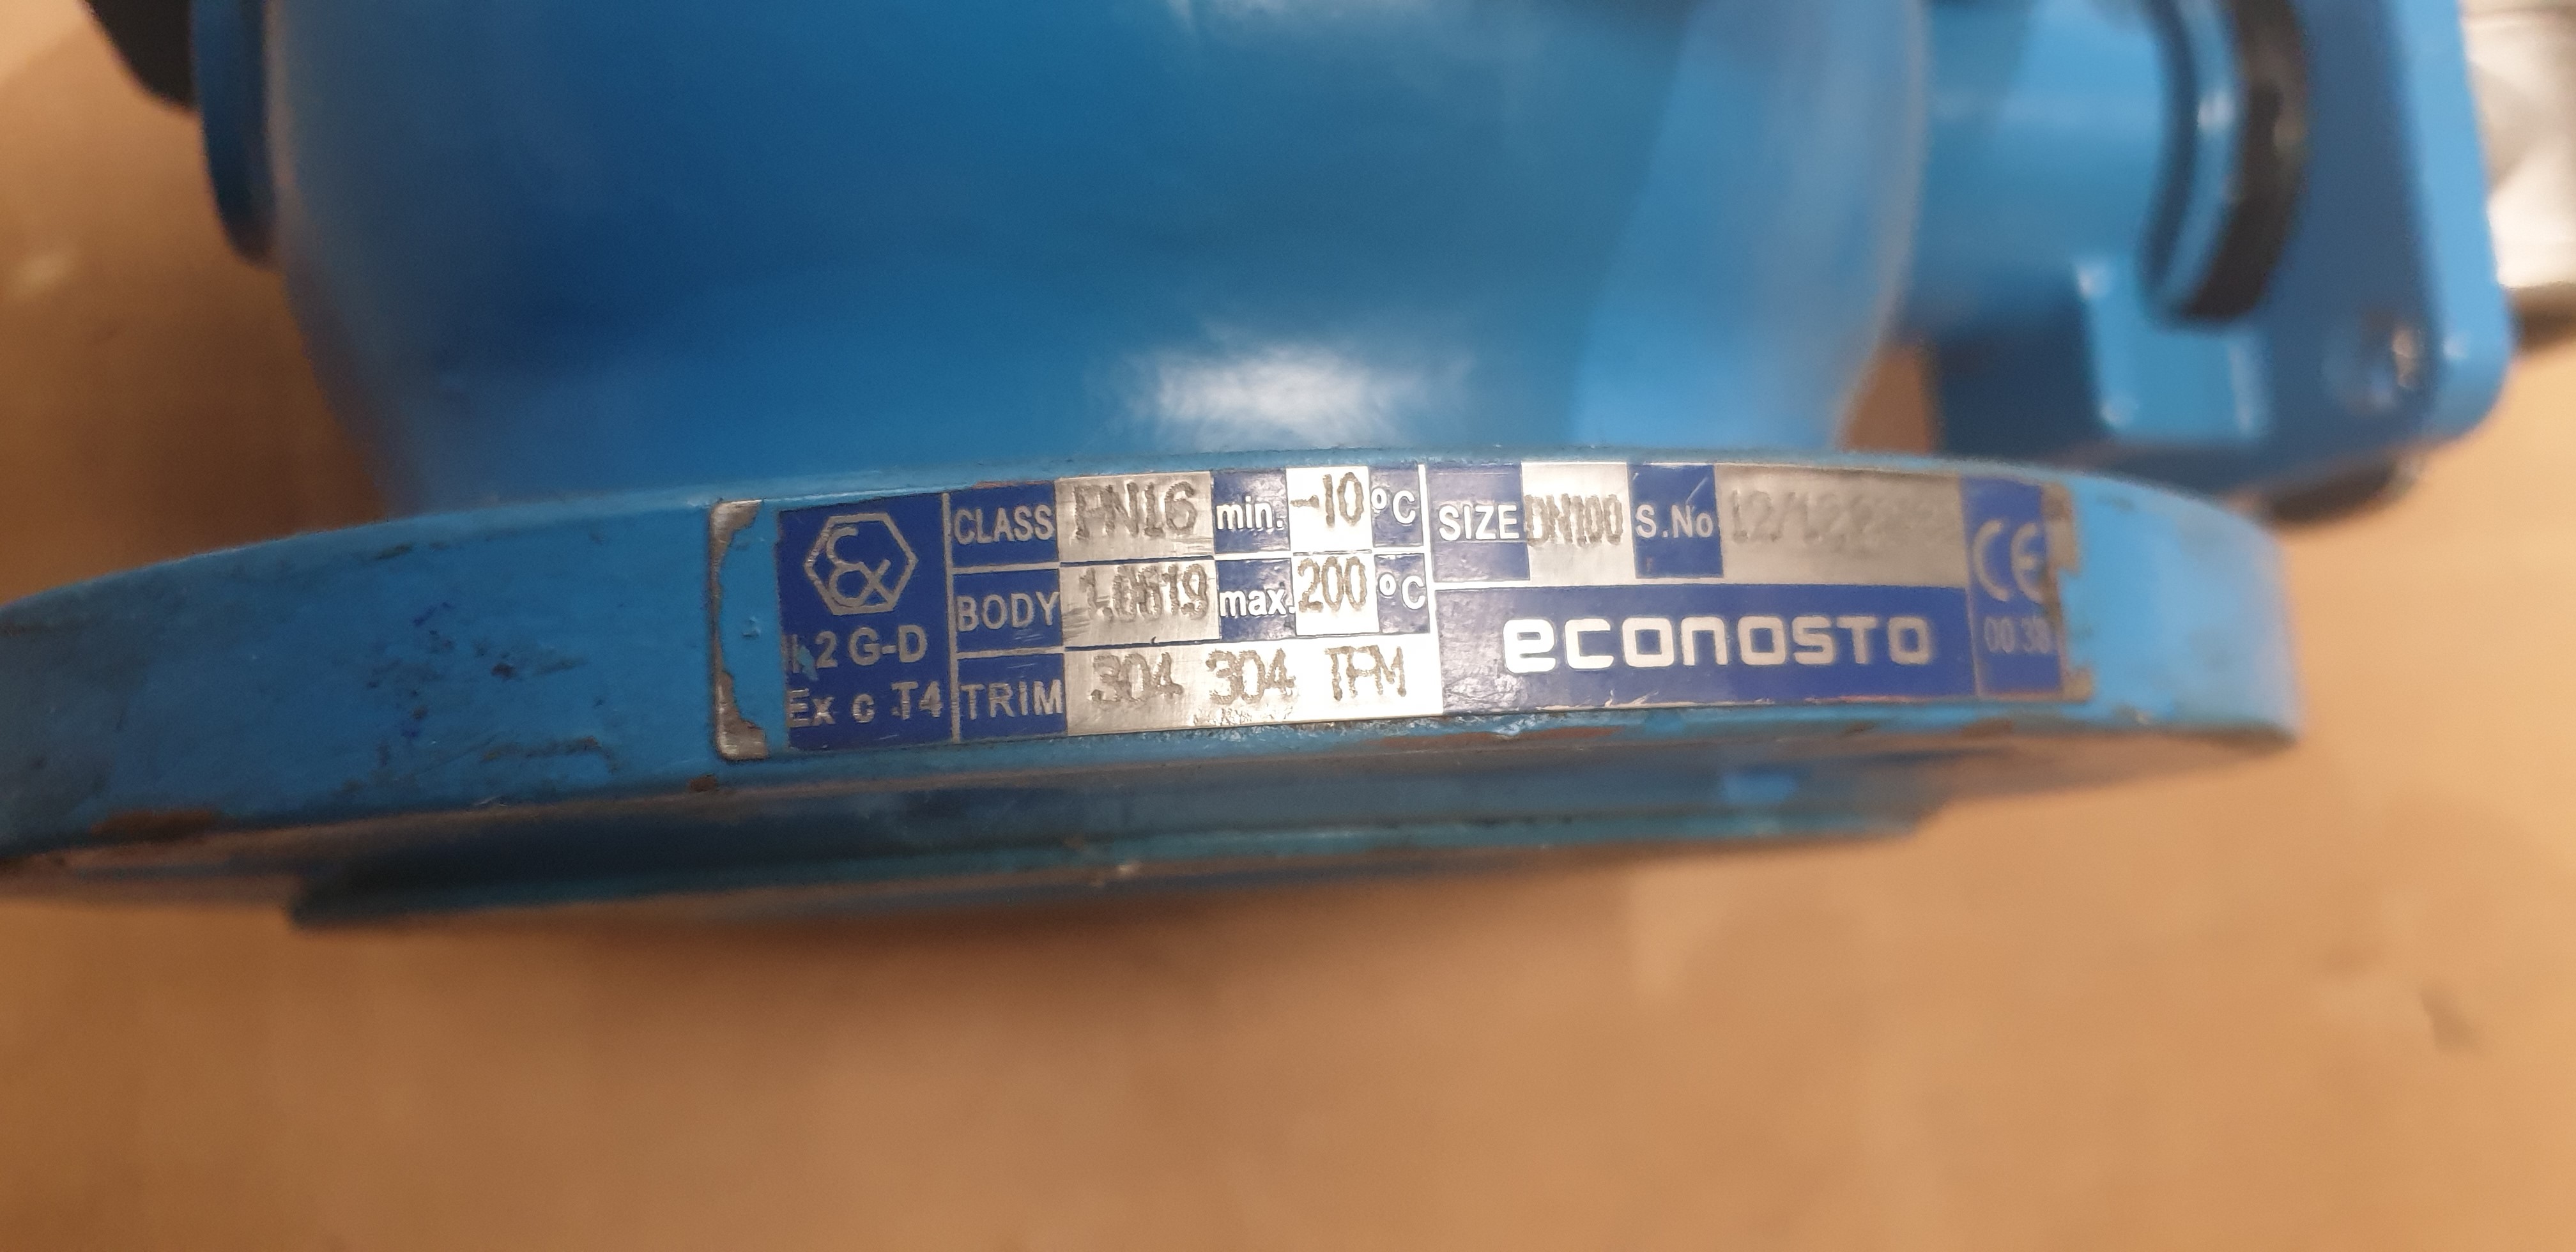 Ex
II 2 G-D
Ex c T4
CLASS PN16 min. -10 °C
BODY 1.0619 max. 200 °C
TRIM 304 304 TFM
SIZE DN100 S.No
econosto
CE
0038